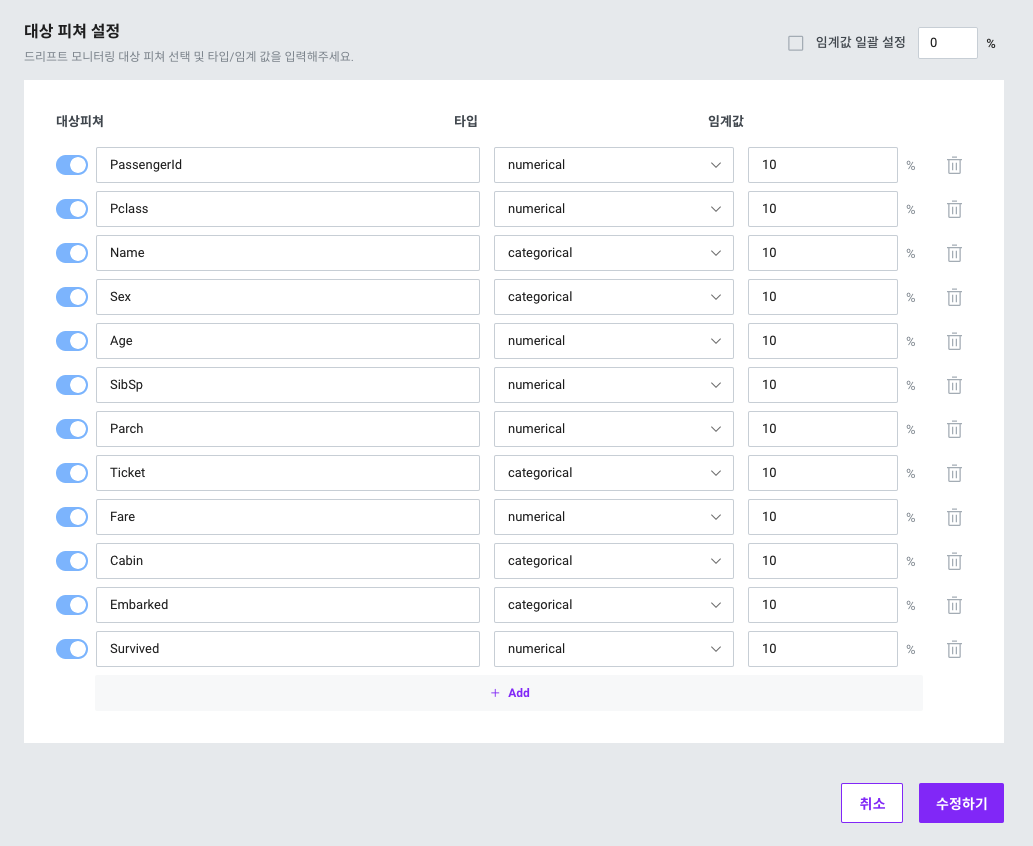 대상 피쳐 설정
드리프트 모니터링 대상 피쳐 선택 및 타입/임계 값을 입력해주세요.
임계값 일괄 설정 0 %
대상피쳐 타입 임계값
PassengerId numerical 10 %
Pclass numerical 10 %
Name categorical 10 %
Sex categorical 10 %
Age numerical 10 %
SibSp numerical 10 %
Parch numerical 10 %
Ticket categorical 10 %
Fare numerical 10 %
Cabin categorical 10 %
Embarked categorical 10 %
Survived numerical 10 %
+ Add
취소 수정하기